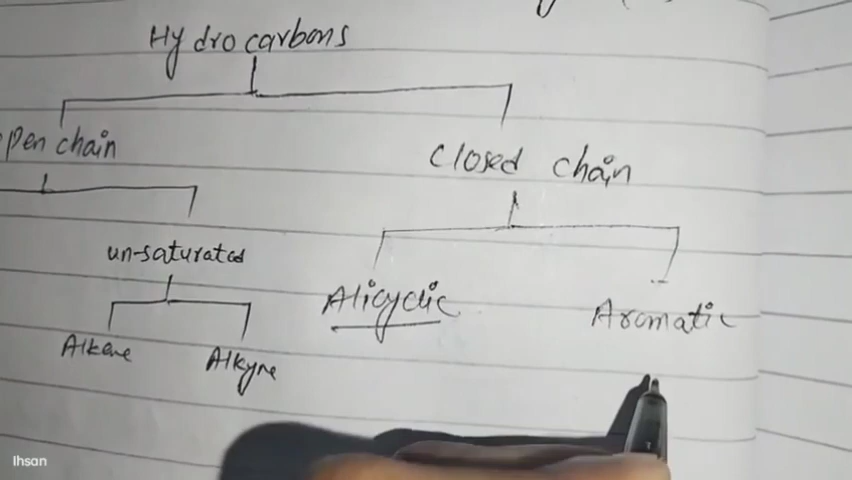 Hydrocarbons
pen chain
Closed chain
un-saturated
Alicyclic
Aromatic
Alkene
Alkyne
Ihsan